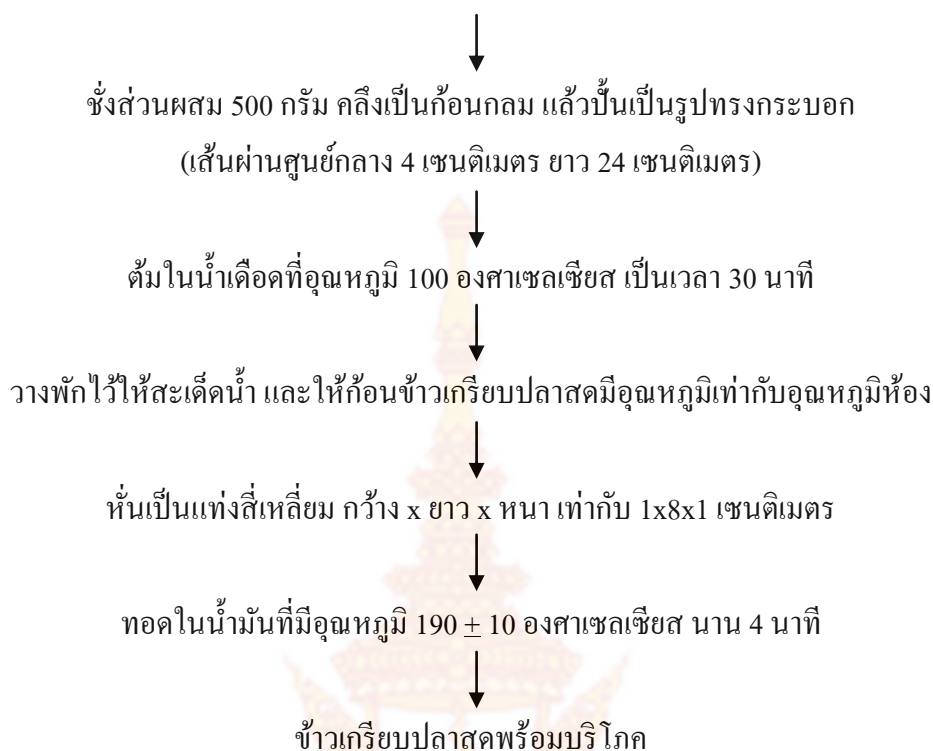 ชั่งส่วนผสม 500 กรัม คลึงเป็นก้อนกลม แล้วปั้นเป็นรูปทรงกระบอก
(เส้นผ่านศูนย์กลาง 4 เซนติเมตร ยาว 24 เซนติเมตร)
ต้มในน้ำเดือดที่อุณหภูมิ 100 องศาเซลเซียส เป็นเวลา 30 นาที
วางพักไว้ให้สะเด็ดน้ำ และให้ก้อนข้าวเกรียบปลาสดมีอุณหภูมิเท่ากับอุณหภูมิห้อง
หั่นเป็นแท่งสี่เหลี่ยม กว้าง x ยาว x หนา เท่ากับ 1x8x1 เซนติเมตร
ทอดในน้ำมันที่มีอุณหภูมิ 190 ± 10 องศาเซลเซียส นาน 4 นาที
ข้าวเกรียบปลาสดพร้อมบริโภค